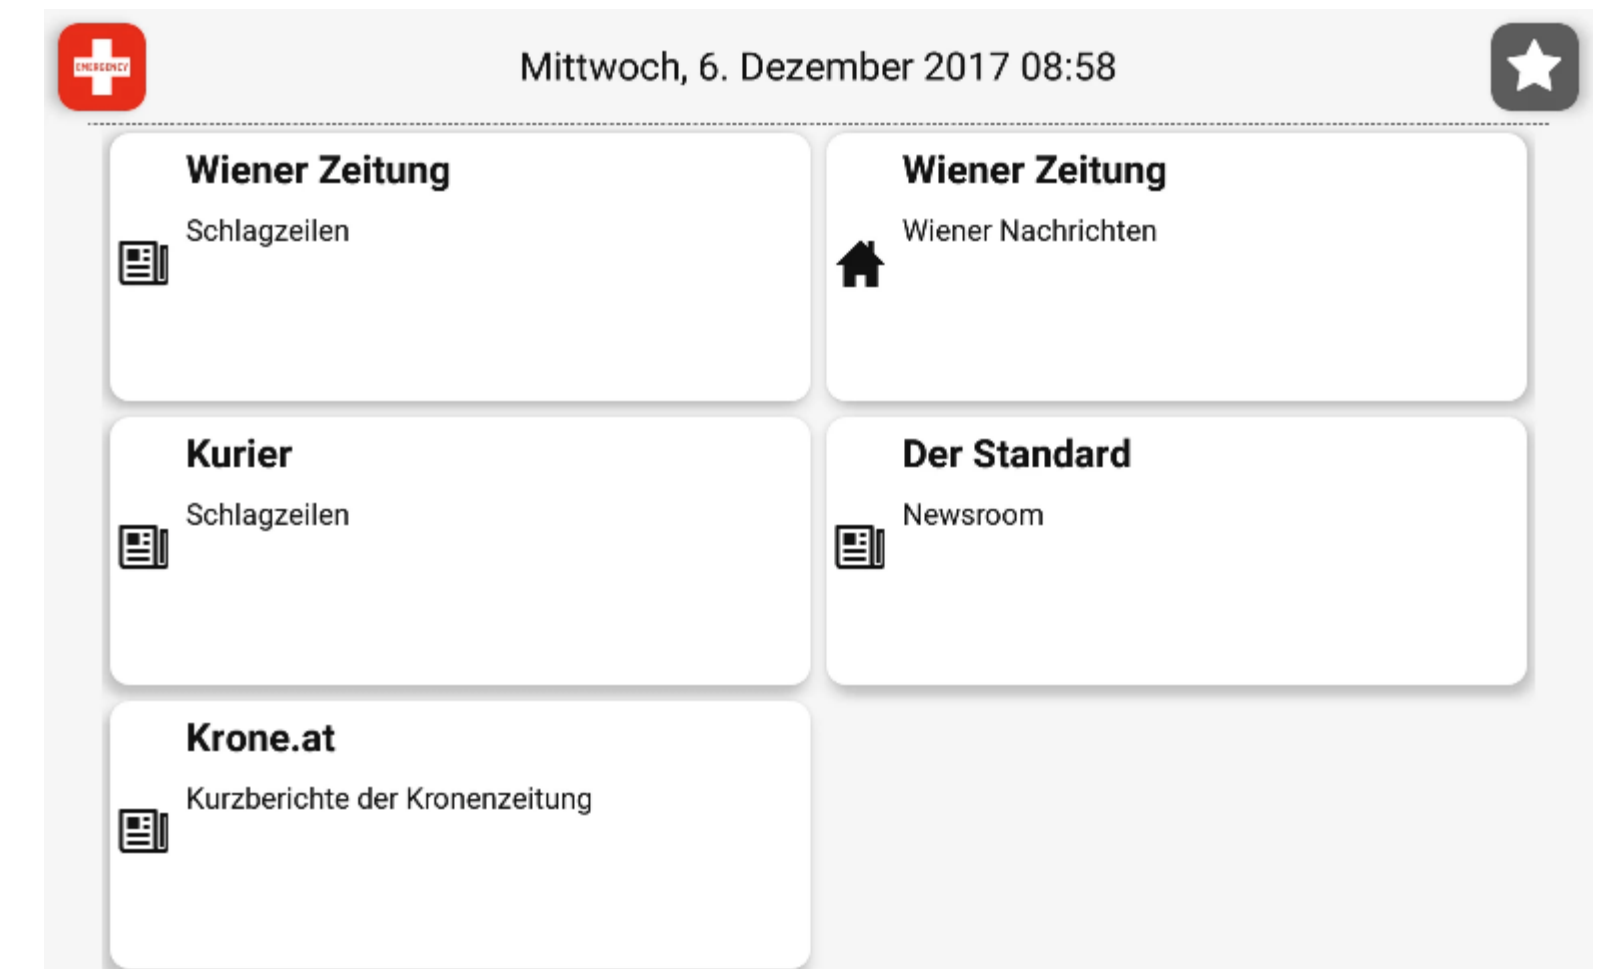 EMERGENCY
Mittwoch, 6. Dezember 2017 08:58
Wiener Zeitung
Schlagzeilen
Wiener Zeitung
Wiener Nachrichten
Kurier
Schlagzeilen
Der Standard
Newsroom
Krone.at
Kurzberichte der Kronenzeitung